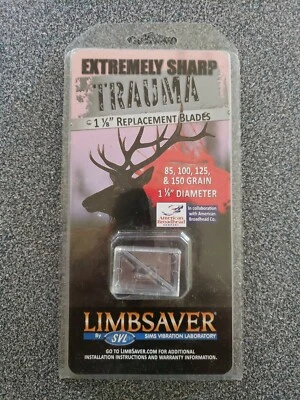 EXTREMELY SHARP
TRAUMA
1 ⅛" REPLACEMENT BLADES
85, 100, 125,
& 150 GRAIN
1 ⅛" DIAMETER
American
Broadhead
In collaboration
with American
Broadhead Co.
LIMBSAVER
By SVL SIMS VIBRATION LABORATORY
GO TO LIMBSAVER.COM FOR ADDITIONAL
INSTALLATION INSTRUCTIONS AND WARRANTY INFORMATION.